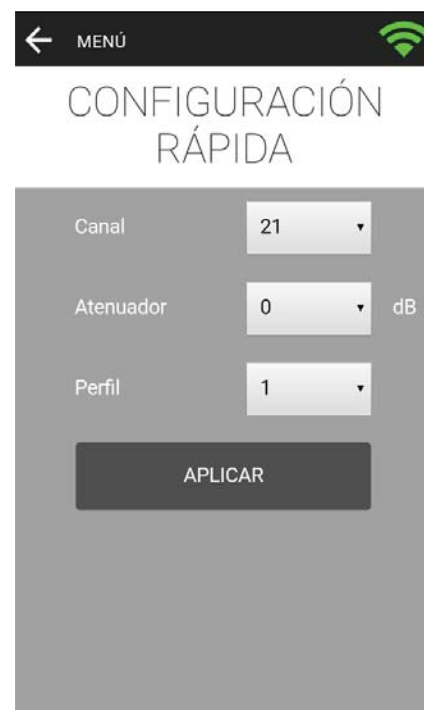 MENÚ
CONFIGURACIÓN
RÁPIDA
Canal 21
Atenuador 0 dB
Perfil 1
APLICAR